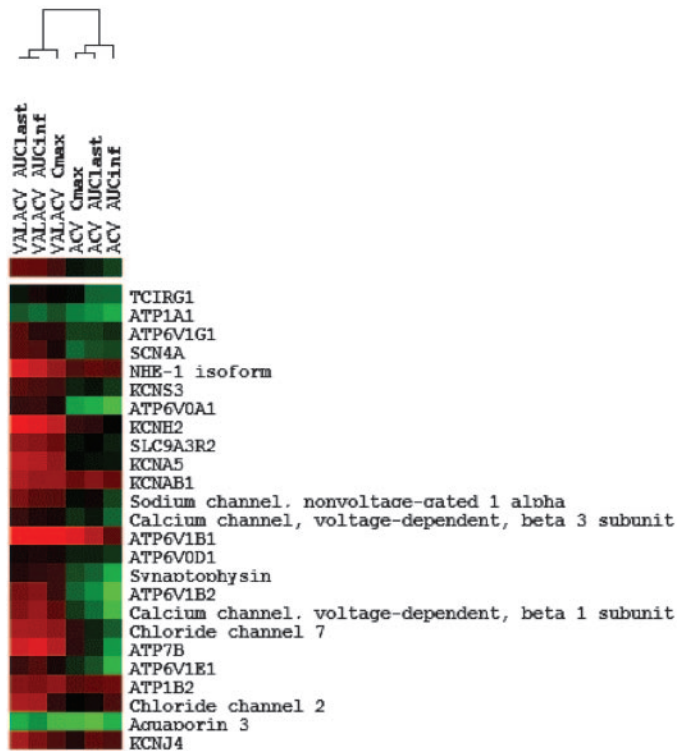 VALACV AUClast
VALACV AUCinf
VALACV Cmax
ACV Cmax
ACV AUClast
ACV AUCinf
TCIRG1
ATP1A1
ATP6V1G1
SCN4A
NHE-1 isoform
KCNS3
ATP6V0A1
KCNH2
SLC9A3R2
KCNA5
KCNAB1
Sodium channel. nonvoltage-gated 1 alpha
Calcium channel, voltage-dependent, beta 3 subunit
ATP6V1B1
ATP6V0D1
Synaptophysin
ATP6V1B2
Calcium channel. voltage-dependent, beta 1 subunit
Chloride channel 7
ATP7B
ATP6V1E1
ATP1B2
Chloride channel 2
Aquaporin 3
KCNJ4